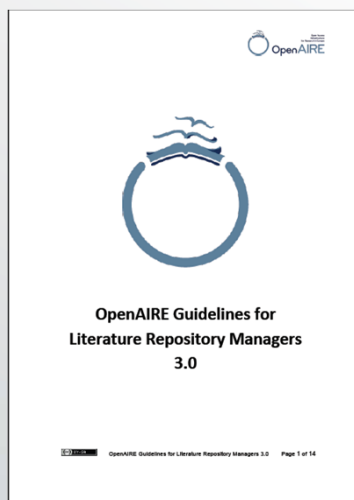 OpenAIRE
OpenAIRE Guidelines for
Literature Repository Managers
3.0
OpenAIRE Guidelines for Literature Repository Managers 3.0 Page 1 of 14